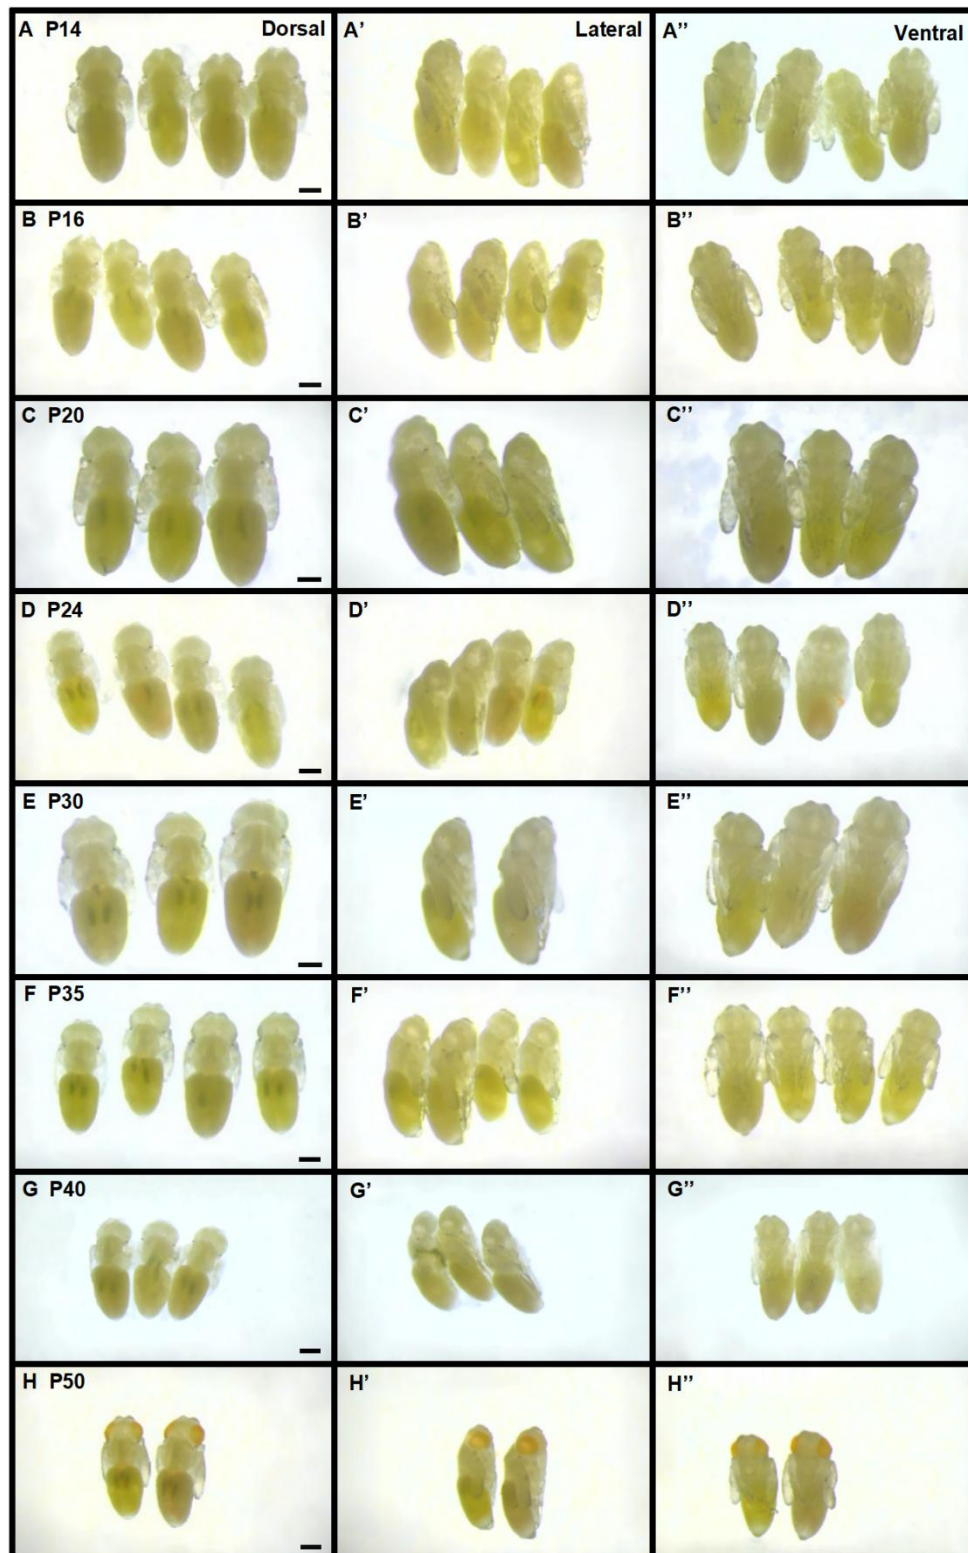 A P14 Dorsal A’ Lateral A’’ Ventral
B P16 B’ B’’
C P20 C’ C’’
D P24 D’ D’’
E P30 E’ E’’
F P35 F’ F’’
G P40 G’ G’’
H P50 H’ H’’